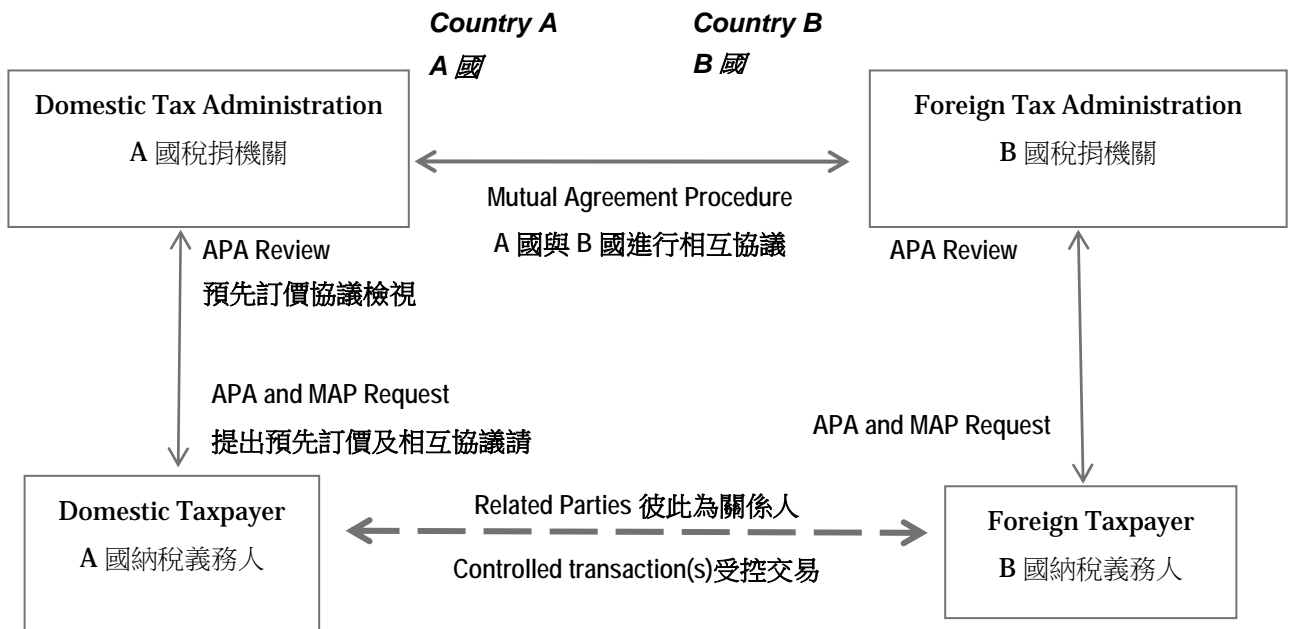 Country A
Country B
A 國
B 國
Domestic Tax Administration
A 國稅捐機關
Foreign Tax Administration
B 國稅捐機關
Mutual Agreement Procedure
A 國與 B 國進行相互協議
APA Review
預先訂價協議檢視
APA Review
APA and MAP Request
提出預先訂價及相互協議請
APA and MAP Request
Domestic Taxpayer
A 國納稅義務人
Related Parties 彼此為關係人
Controlled transaction(s)受控交易
Foreign Taxpayer
B 國納稅義務人